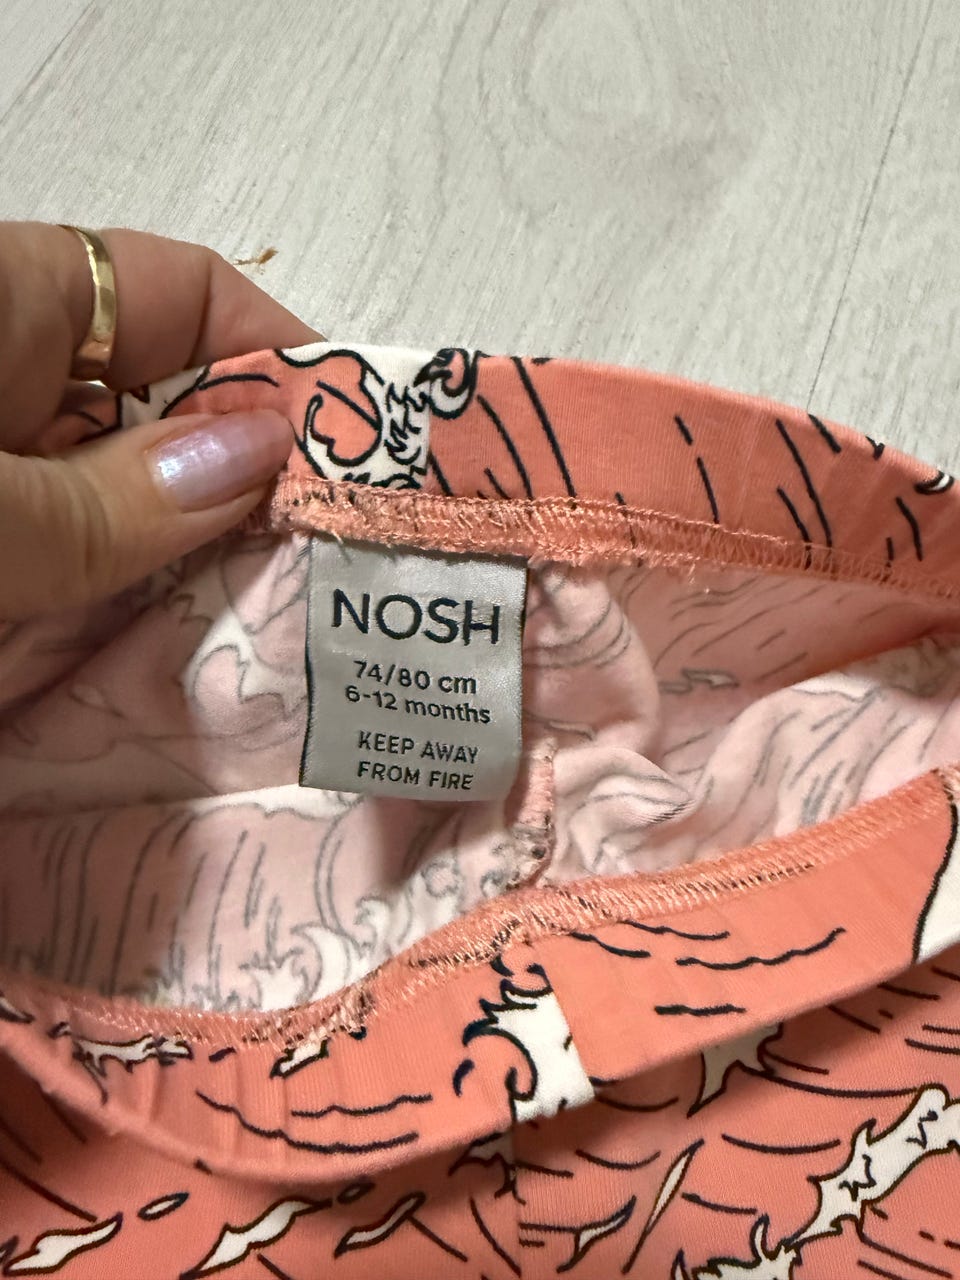 NOSH
74/80 cm
6-12 months
KEEP AWAY
FROM FIRE